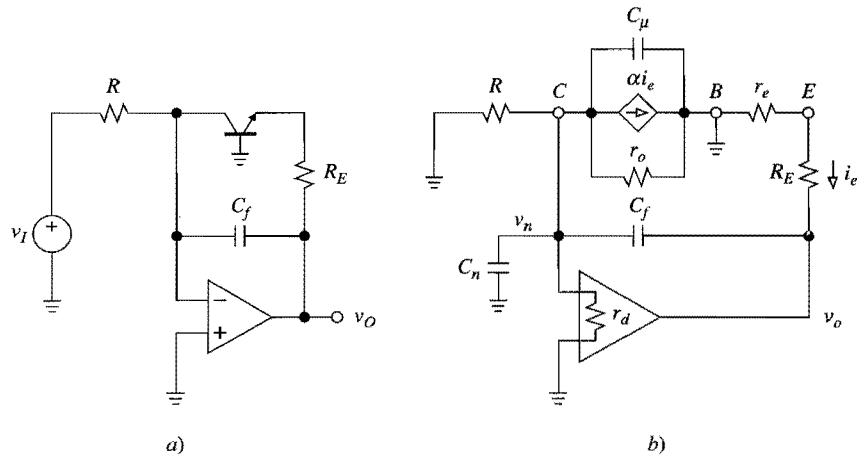 R
R_E
C_f
v_I
−
+
v_O
a)
C_μ
R
C
αi_e
B
r_e
E
r_o
R_E
i_e
v_n
C_f
C_n
r_d
v_o
b)